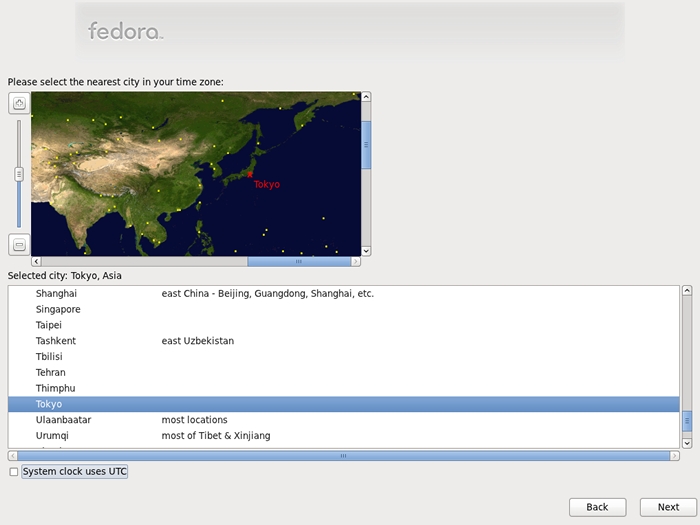 fedora™
Please select the nearest city in your time zone:
Tokyo
Selected city: Tokyo, Asia
Shanghai east China - Beijing, Guangdong, Shanghai, etc.
Singapore
Taipei
Tashkent east Uzbekistan
Tbilisi
Tehran
Thimphu
Tokyo
Ulaanbaatar most locations
Urumqi most of Tibet & Xinjiang
System clock uses UTC
Back Next